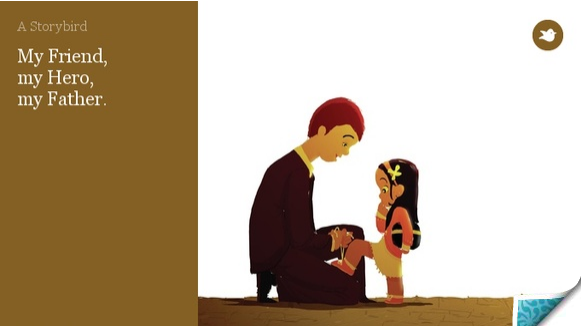 A Storybird
My Friend,
my Hero,
my Father.